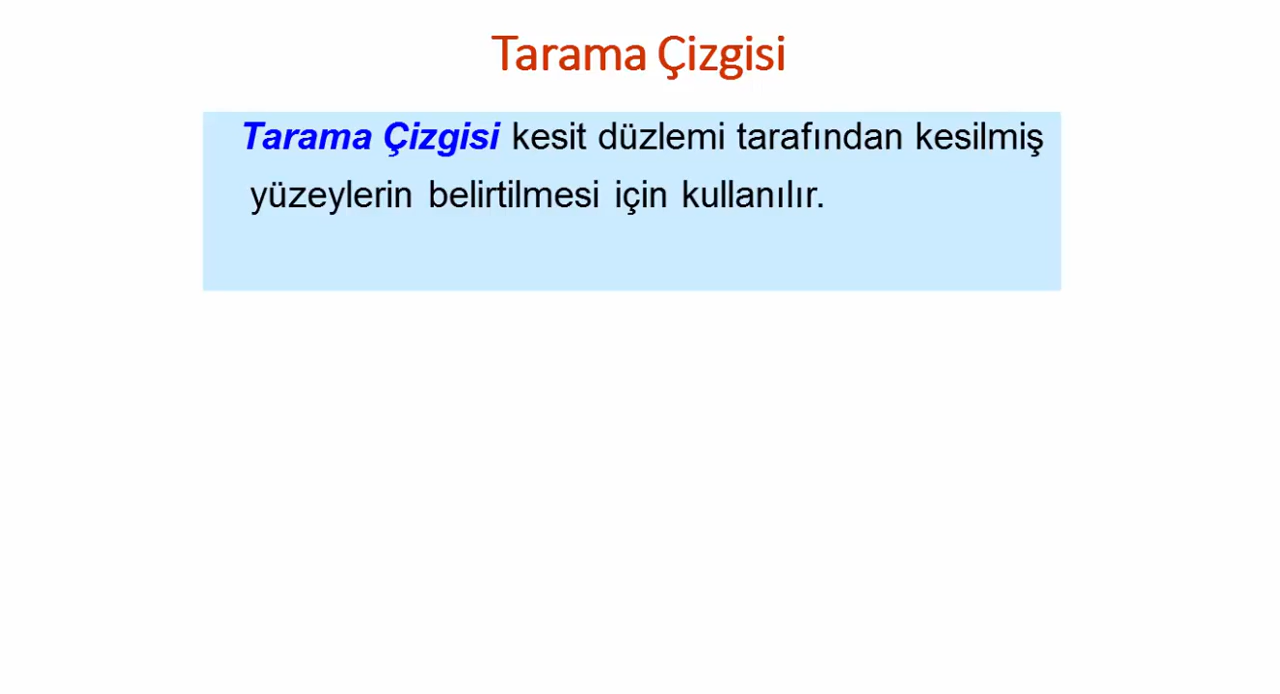 Tarama Çizgisi
Tarama Çizgisi kesit düzlemi tarafından kesilmiş
yüzeylerin belirtilmesi için kullanılır.